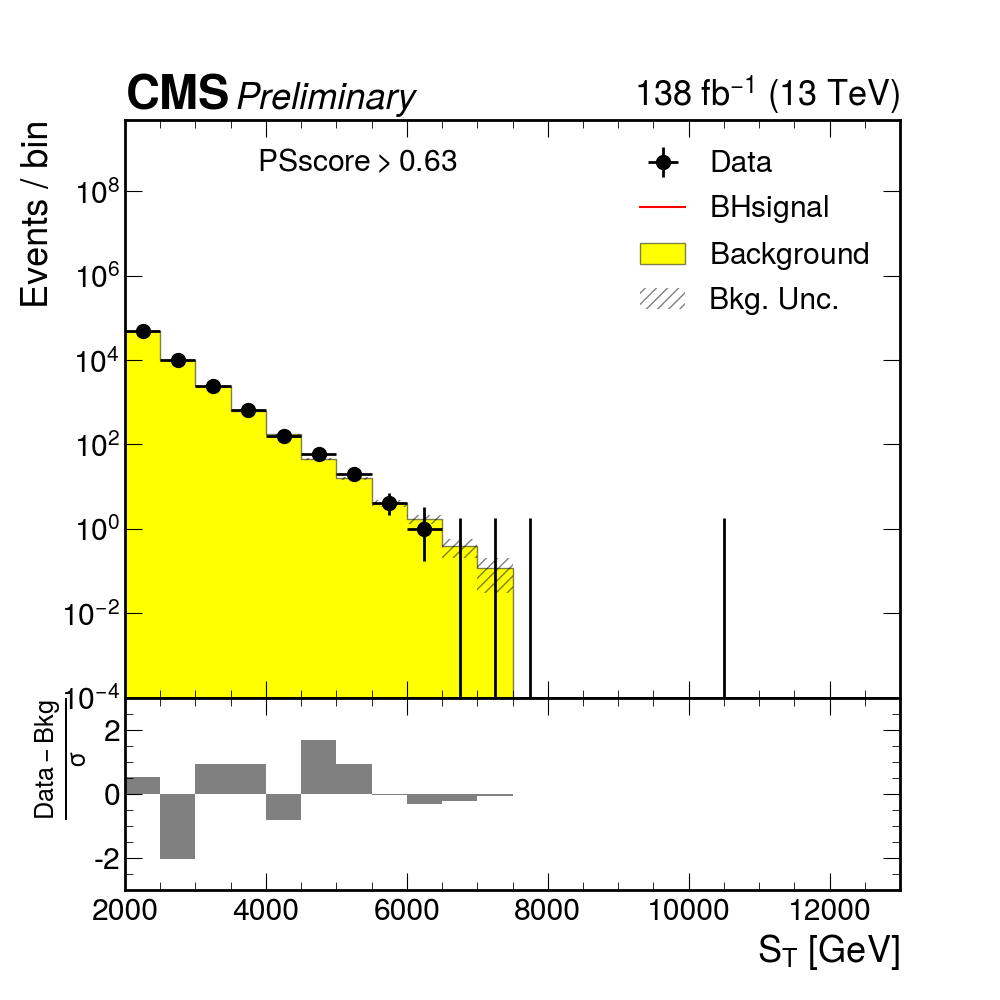 CMS Preliminary 138 fb⁻¹ (13 TeV)
Events / bin
PSscore > 0.63
Data
BHsignal
Background
Bkg. Unc.
10⁸
10⁶
10⁴
10²
10⁰
10⁻²
10⁻⁴
Data – Bkg
σ
2
0
-2
2000 4000 6000 8000 10000 12000
S_T [GeV]